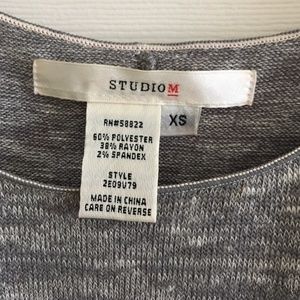 STUDIO M
XS
RN#58822
60% POLYESTER
38% RAYON
2% SPANDEX
STYLE
2E09U79
MADE IN CHINA
CARE ON REVERSE